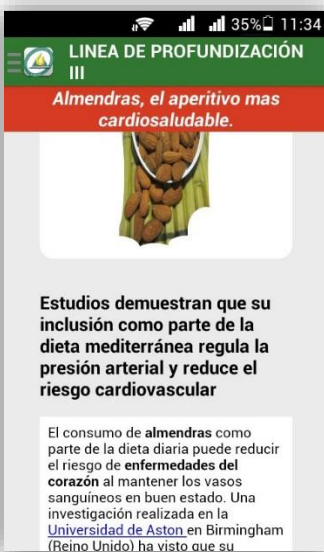 35% 11:34
LINEA DE PROFUNDIZACIÓN
III
Almendras, el aperitivo mas
cardiosaludable.
Estudios demuestran que su
inclusión como parte de la
dieta mediterránea regula la
presión arterial y reduce el
riesgo cardiovascular
El consumo de almendras como
parte de la dieta diaria puede reducir
el riesgo de enfermedades del
corazón al mantener los vasos
sanguíneos en buen estado. Una
investigación realizada en la
Universidad de Aston en Birmingham
(Reino Unido) ha visto que su